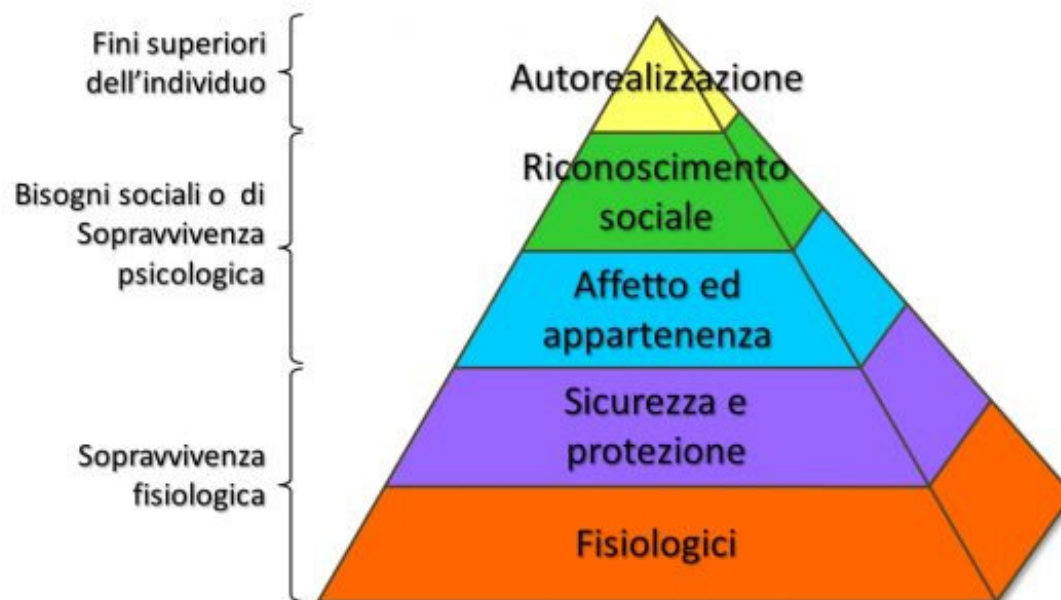 Fini superiori
dell'individuo
Autorealizzazione
Bisogni sociali o di
Sopravvivenza
psicologica
Riconoscimento
sociale
Affetto ed
appartenenza
Sopravvivenza
fisiologica
Sicurezza e
protezione
Fisiologici